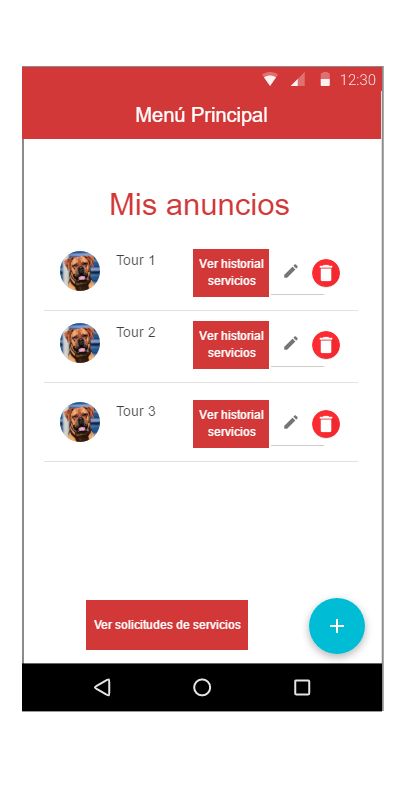 12:30
Menú Principal
Mis anuncios
Tour 1
Ver historial
servicios
Tour 2
Ver historial
servicios
Tour 3
Ver historial
servicios
Ver solicitudes de servicios